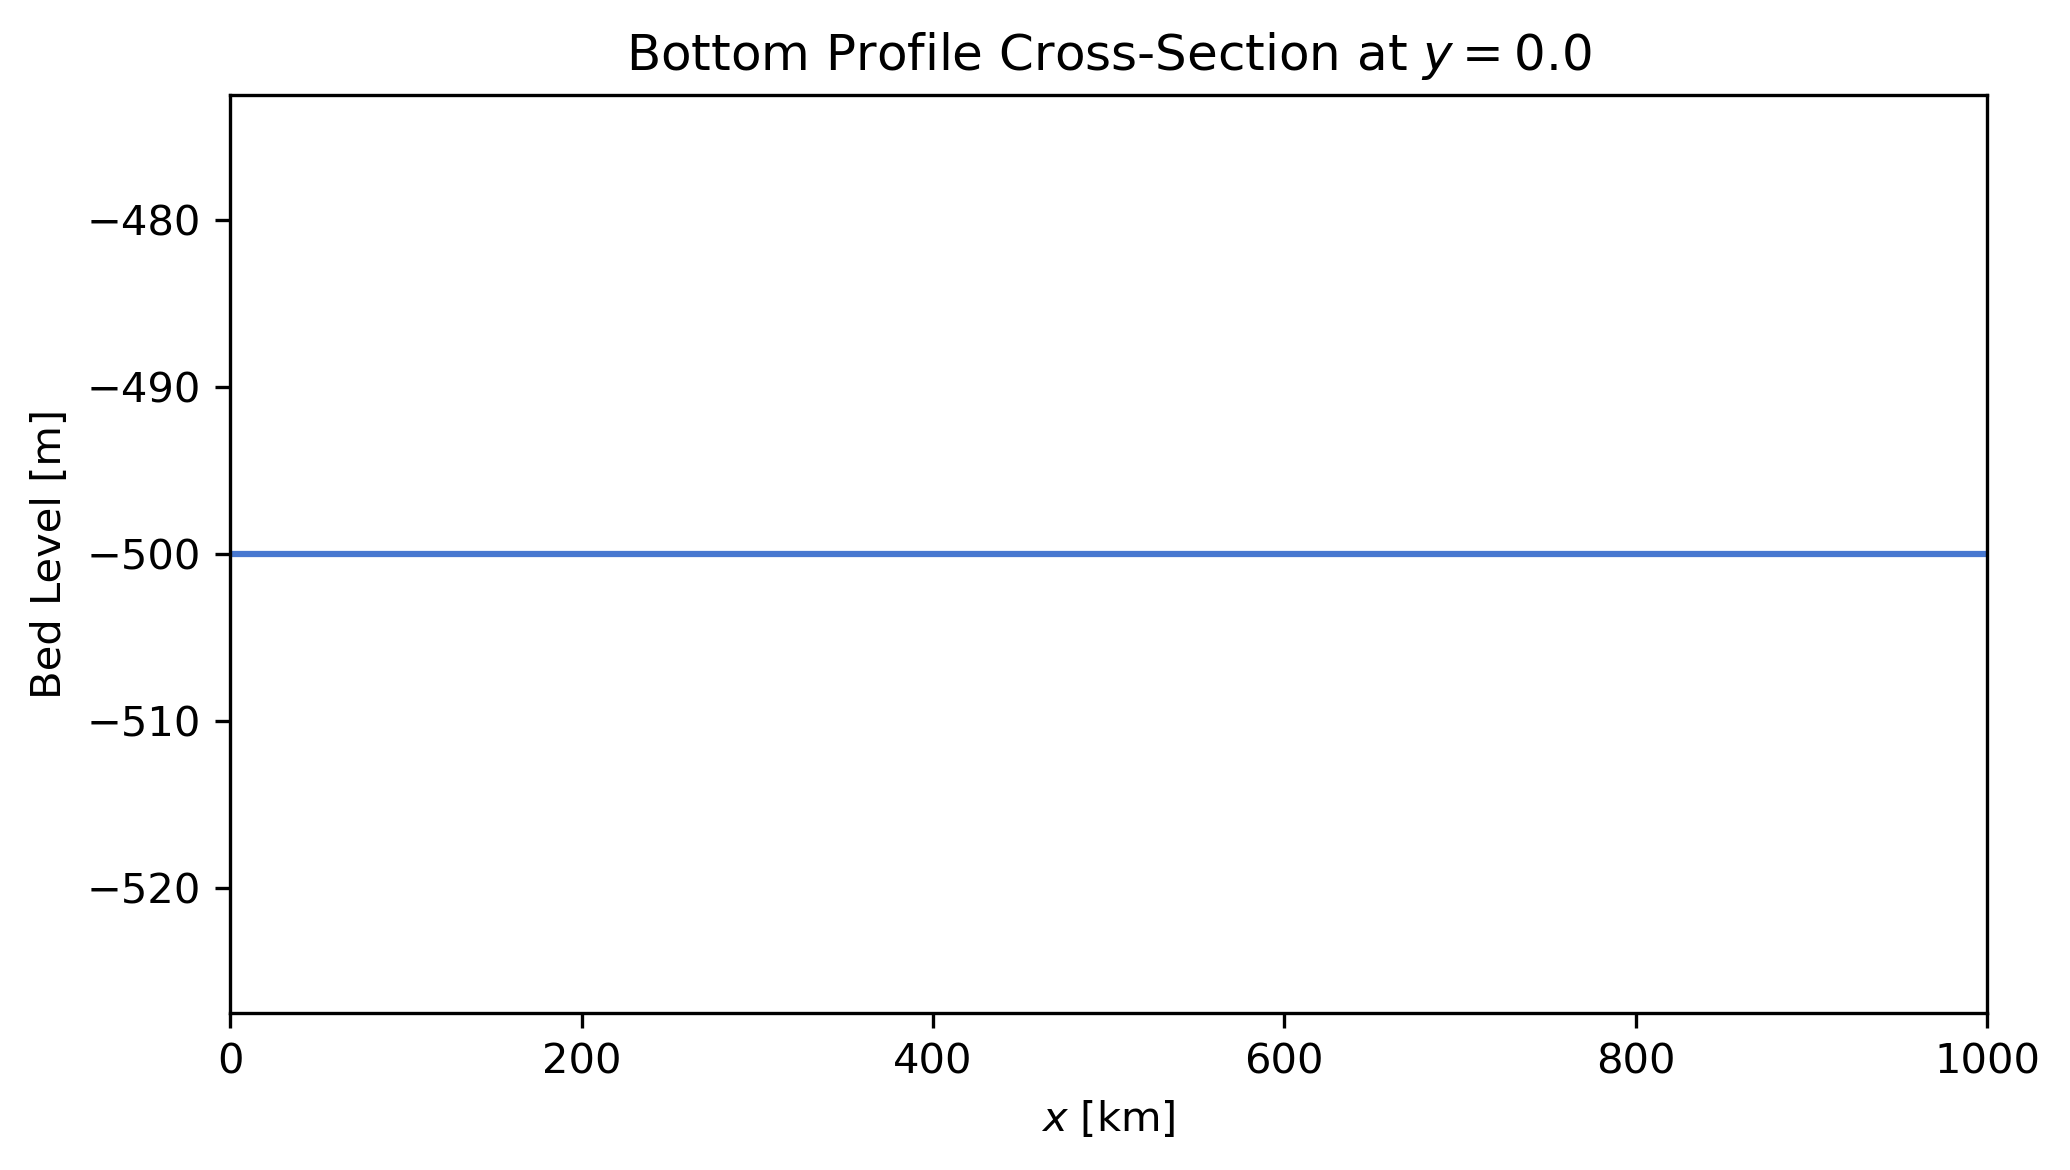 Bottom Profile Cross-Section at y = 0.0
−480
−490
−500
−510
−520
Bed Level [m]
0 200 400 600 800 1000
x [km]